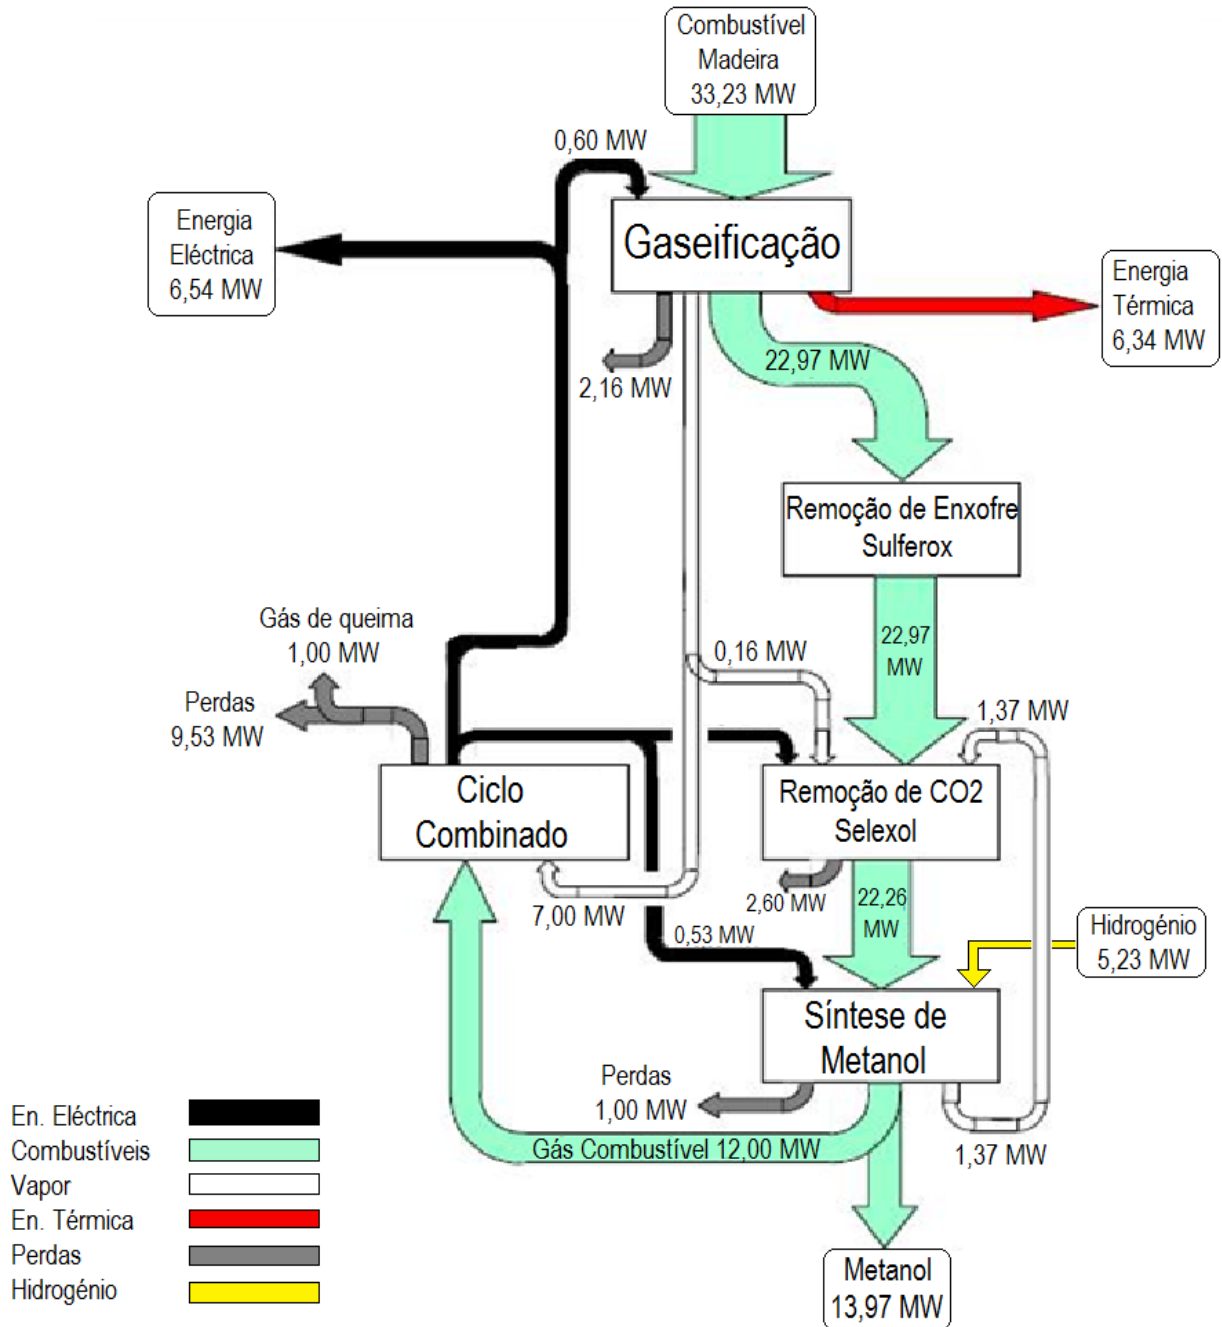 Combustível
Madeira
33,23 MW
0,60 MW
Energia
Eléctrica
6,54 MW
Gaseificação
Energia
Térmica
6,34 MW
22,97 MW
2,16 MW
Remoção de Enxofre
Sulferox
Gás de queima
1,00 MW
22,97
MW
0,16 MW
Perdas
9,53 MW
1,37 MW
Ciclo
Combinado
Remoção de CO2
Selexol
7,00 MW
2,60 MW
22,26
MW
0,53 MW
Hidrogénio
5,23 MW
Síntese de
Metanol
Perdas
1,00 MW
Gás Combustível 12,00 MW
1,37 MW
En. Eléctrica
Combustíveis
Vapor
En. Térmica
Perdas
Hidrogénio
Metanol
13,97 MW